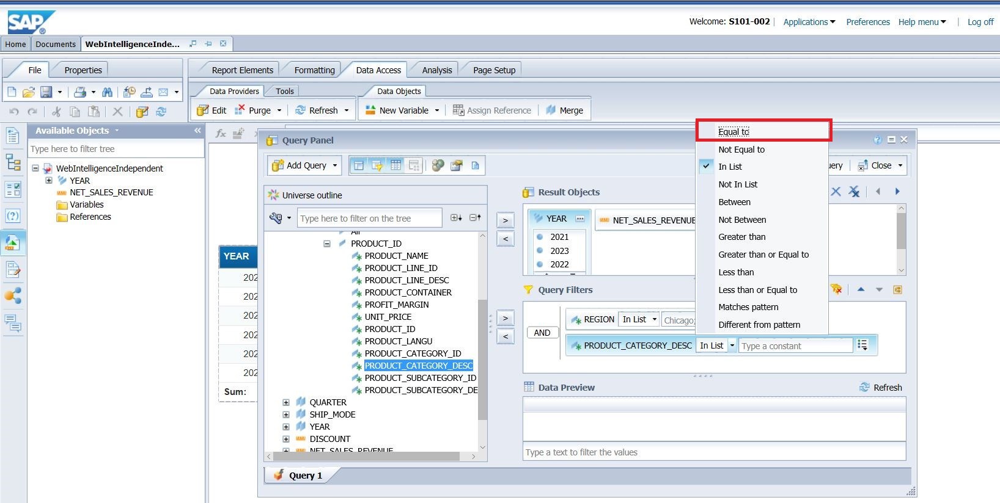 SAP
Welcome: S101-002
Applications
Preferences
Help menu
Log off
Home
Documents
WebIntelligenceInde...
File
Properties
Report Elements
Formatting
Data Access
Analysis
Page Setup
Data Providers
Tools
Data Objects
Edit
Purge
Refresh
New Variable
Assign Reference
Merge
Available Objects
Type here to filter tree
WebIntelligenceIndependent
YEAR
NET_SALES_REVENUE
Variables
References
YEAR
202
202
202
202
202
202
Sum:
Query Panel
Add Query
Close
Universe outline
Type here to filter on the tree
PRODUCT_ID
PRODUCT_NAME
PRODUCT_LINE_ID
PRODUCT_LINE_DESC
PRODUCT_CONTAINER
PROFIT_MARGIN
UNIT_PRICE
PRODUCT_ID
PRODUCT_LANGU
PRODUCT_CATEGORY_ID
PRODUCT_CATEGORY_DESC
PRODUCT_SUBCATEGORY_ID
PRODUCT_SUBCATEGORY_DE
QUARTER
SHIP_MODE
YEAR
DISCOUNT
NET_SALES_REVENUE
>
<
>
<
Result Objects
YEAR
2021
2023
2022
NET_SALES_REVENUE
Query Filters
AND
REGION In List Chicago;
PRODUCT_CATEGORY_DESC In List Type a constant
Equal to
Not Equal to
In List
Not In List
Between
Not Between
Greater than
Greater than or Equal to
Less than
Less than or Equal to
Matches pattern
Different from pattern
Data Preview
Refresh
Type a text to filter the values
Query 1